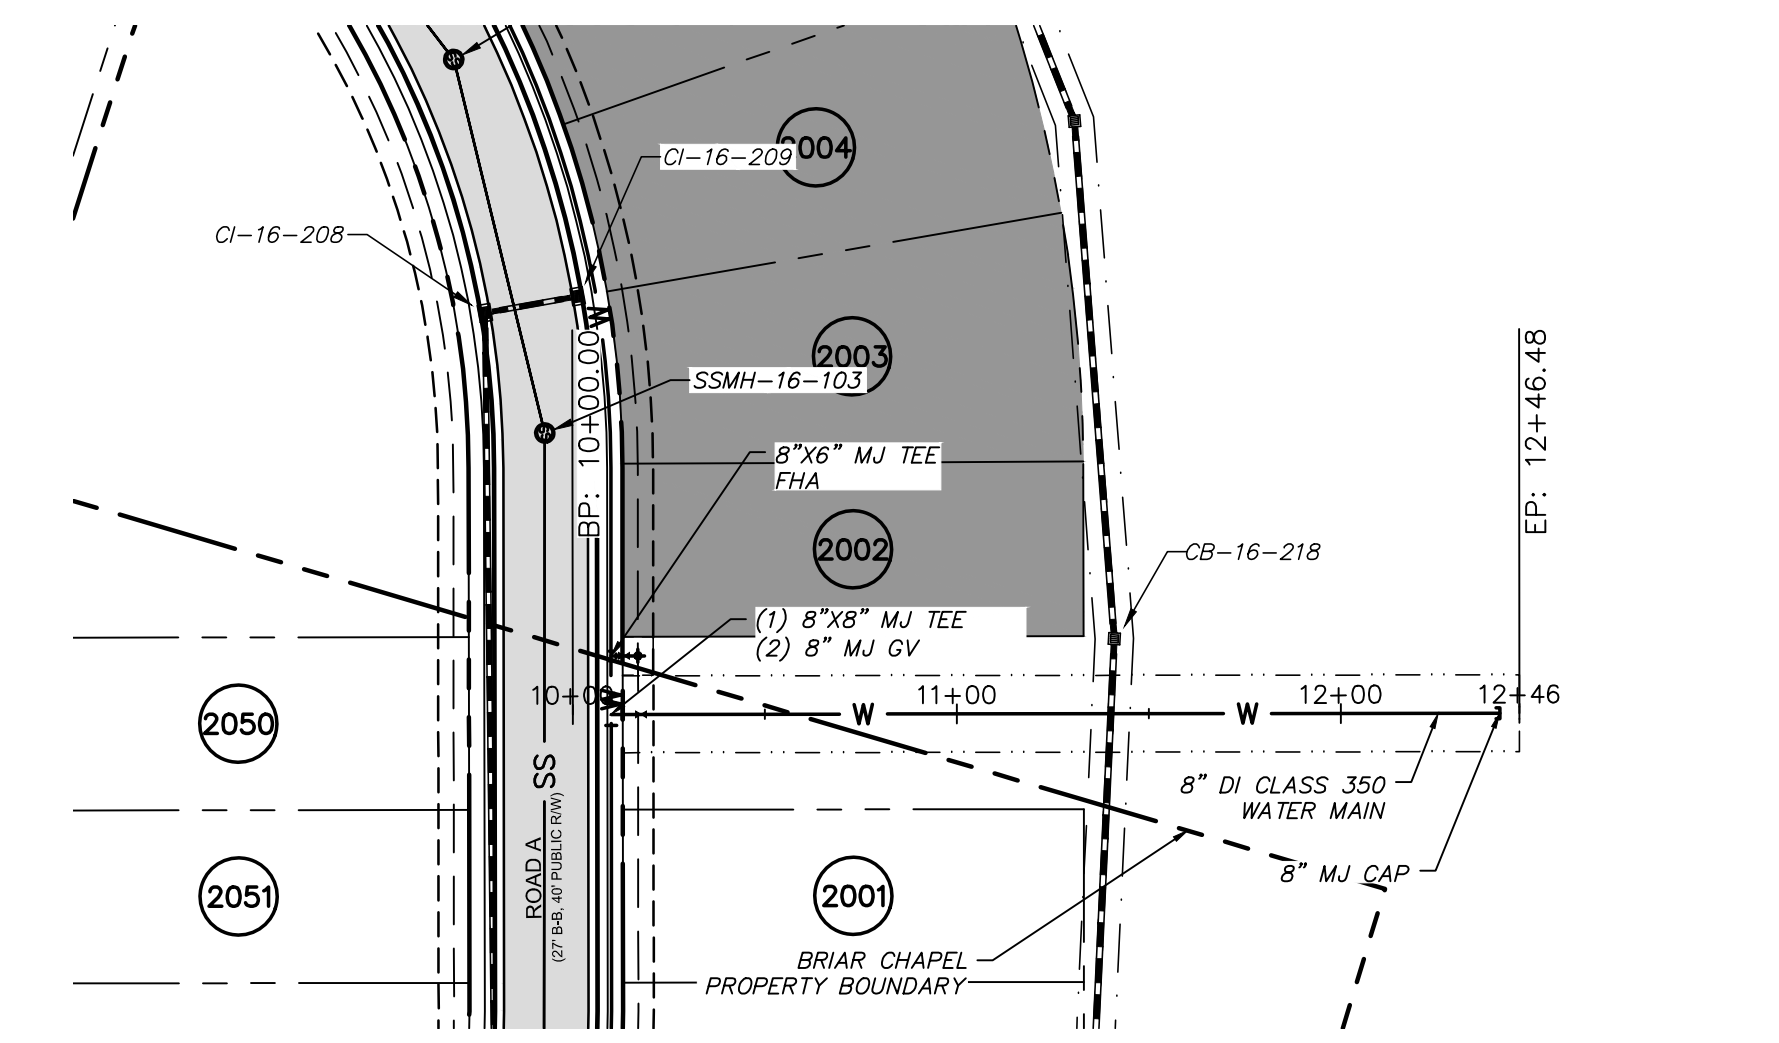 2004
CI-16-209
CI-16-208
W
BP: 10+00.00
2003
SSMH-16-103
EP: 12+46.48
8”X6” MJ TEE
FHA
2002
CB-16-218
(1) 8”X8” MJ TEE
(2) 8” MJ GV
10+00
11+00
12+00
12+46
W
W
W
2050
SS
8” DI CLASS 350
WATER MAIN
ROAD A
(27' B-B, 40' PUBLIC R/W)
8” MJ CAP
2051
2001
BRIAR CHAPEL
PROPERTY BOUNDARY